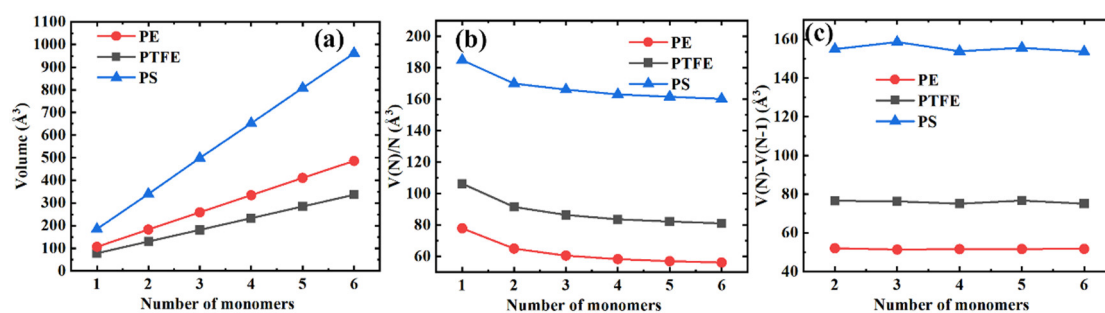 1100
1000
900
800
700
600
500
400
300
200
100
0
Volume (Å³)
PE
PTFE
PS
(a)
1 2 3 4 5 6
Number of monomers
200
180
160
140
120
100
80
60
V(N)/N (Å³)
(b)
PE
PTFE
PS
1 2 3 4 5 6
Number of monomers
160
140
120
100
80
60
40
V(N)-V(N-1) (Å³)
(c)
PE
PTFE
PS
2 3 4 5 6
Number of monomers